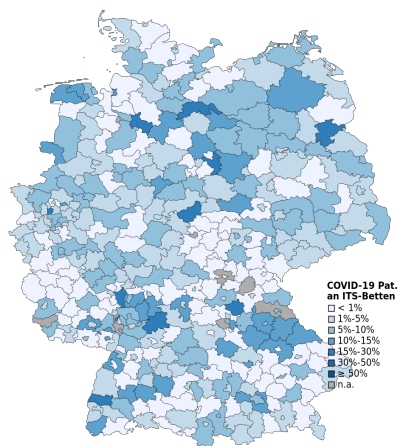 COVID-19 Pat.
an ITS-Betten
< 1%
1%-5%
5%-10%
10%-15%
15%-30%
30%-50%
≥ 50%
n.a.